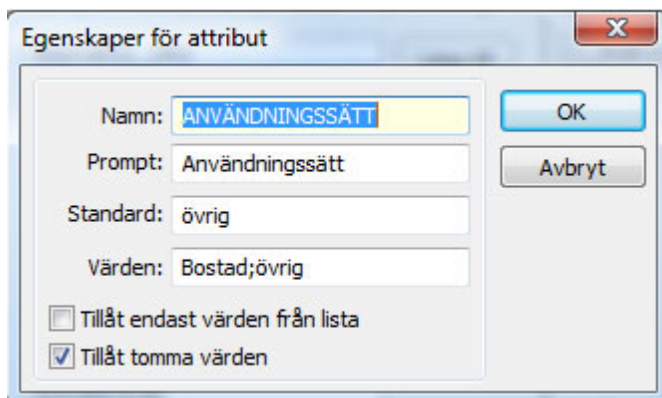 Egenskaper för attribut
Namn: ANVÄNDNINGSSÄTT
OK
Prompt: Användningssätt
Avbryt
Standard: övrig
Värden: Bostad;övrig
Tillåt endast värden från lista
Tillåt tomma värden